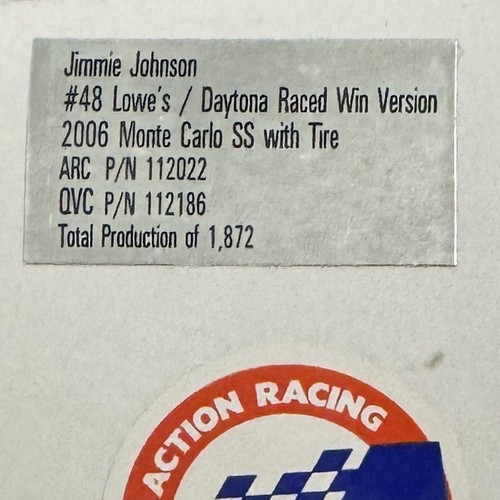 Jimmie Johnson
#48 Lowe's / Daytona Raced Win Version
2006 Monte Carlo SS with Tire
ARC P/N 112022
QVC P/N 112186
Total Production of 1,872
ACTION RACING